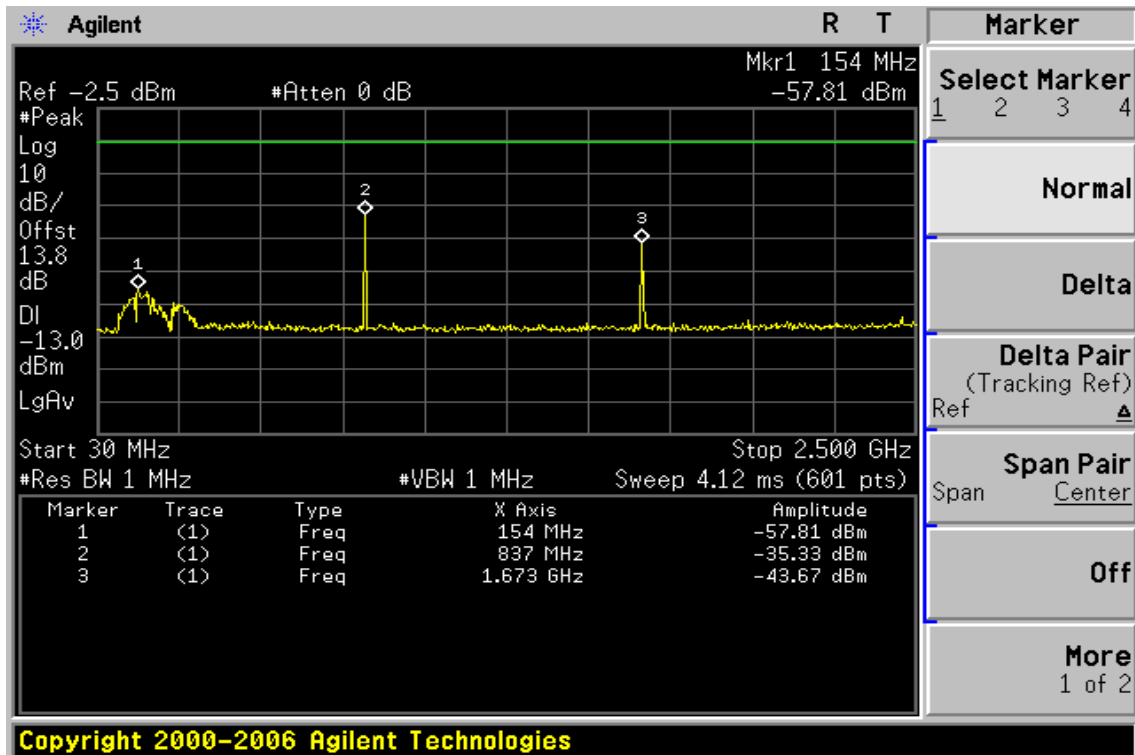 Agilent
R T
Mkr1 154 MHz
Ref −2.5 dBm #Atten 0 dB −57.81 dBm
#Peak
Log
10
dB/
Offst
13.8
dB
DI
−13.0
dBm
LgAv
1
2
3
Start 30 MHz Stop 2.500 GHz
#Res BW 1 MHz #VBW 1 MHz Sweep 4.12 ms (601 pts)
Marker Trace Type X Axis Amplitude
1 (1) Freq 154 MHz −57.81 dBm
2 (1) Freq 837 MHz −35.33 dBm
3 (1) Freq 1.673 GHz −43.67 dBm
Marker
Select Marker
1 2 3 4
Normal
Delta
Delta Pair
(Tracking Ref)
Ref Δ
Span Pair
Span Center
Off
More
1 of 2
Copyright 2000−2006 Agilent Technologies